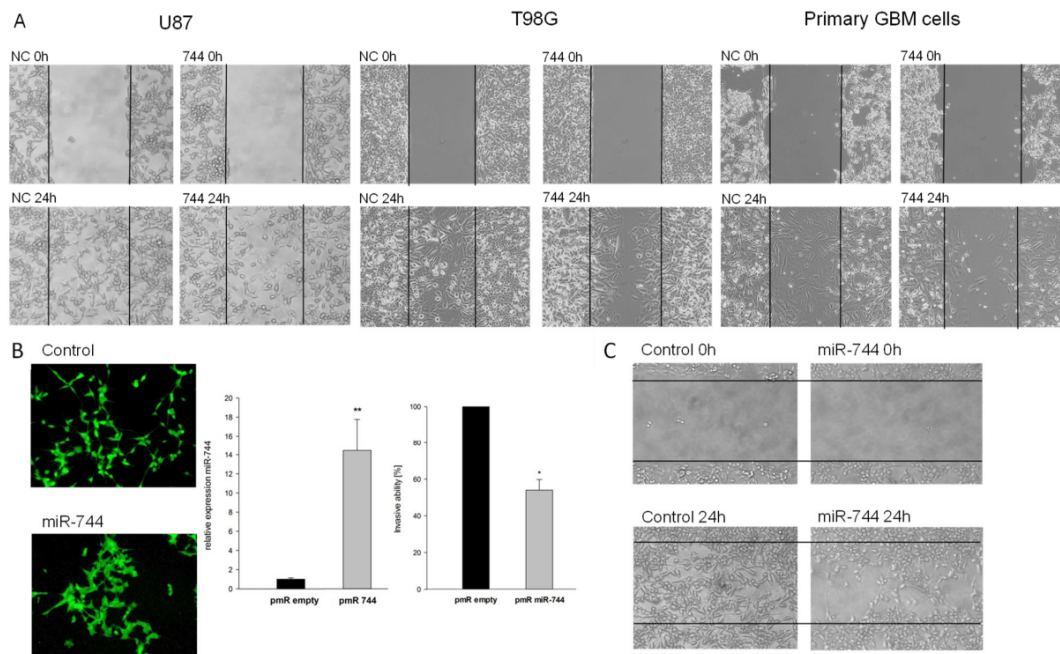 A
U87
T98G
Primary GBM cells
NC 0h
744 0h
NC 0h
744 0h
NC 0h
744 0h
NC 24h
744 24h
NC 24h
744 24h
NC 24h
744 24h
B
Control
miR-744
relative expression miR-744
20
18
16
14
12
10
8
6
4
2
0
**
pmR empty
pmR 744
Invasive ability [%]
100
80
60
40
20
0
*
pmR empty
pmR miR-744
C
Control 0h
miR-744 0h
Control 24h
miR-744 24h